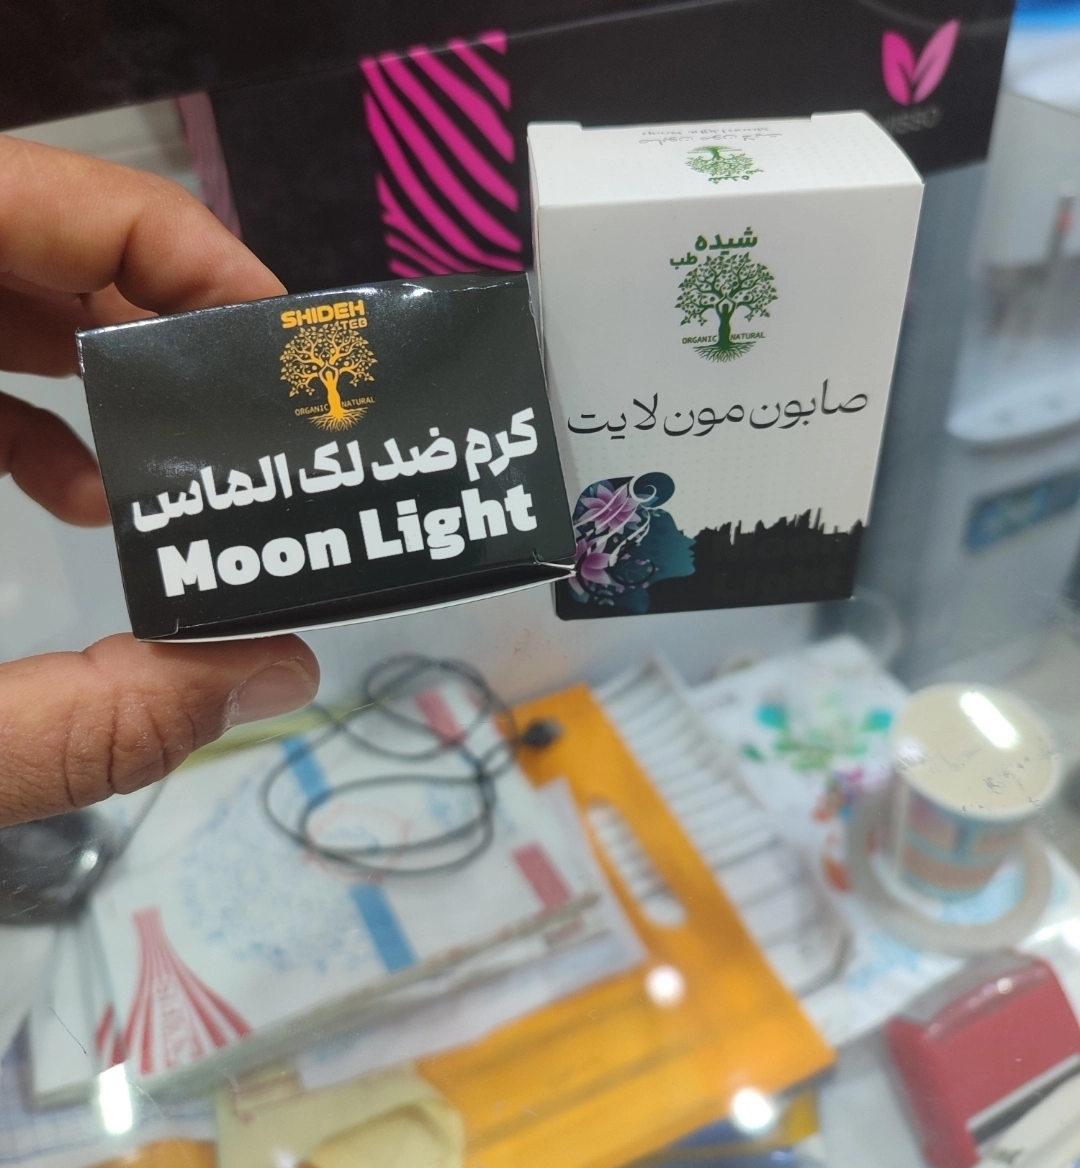 SHIDEH
TEB
ORGANIC NATURAL
کرم ضد لک الماس
Moon Light
شیده
طب
ORGANIC NATURAL
صابون مون لایت